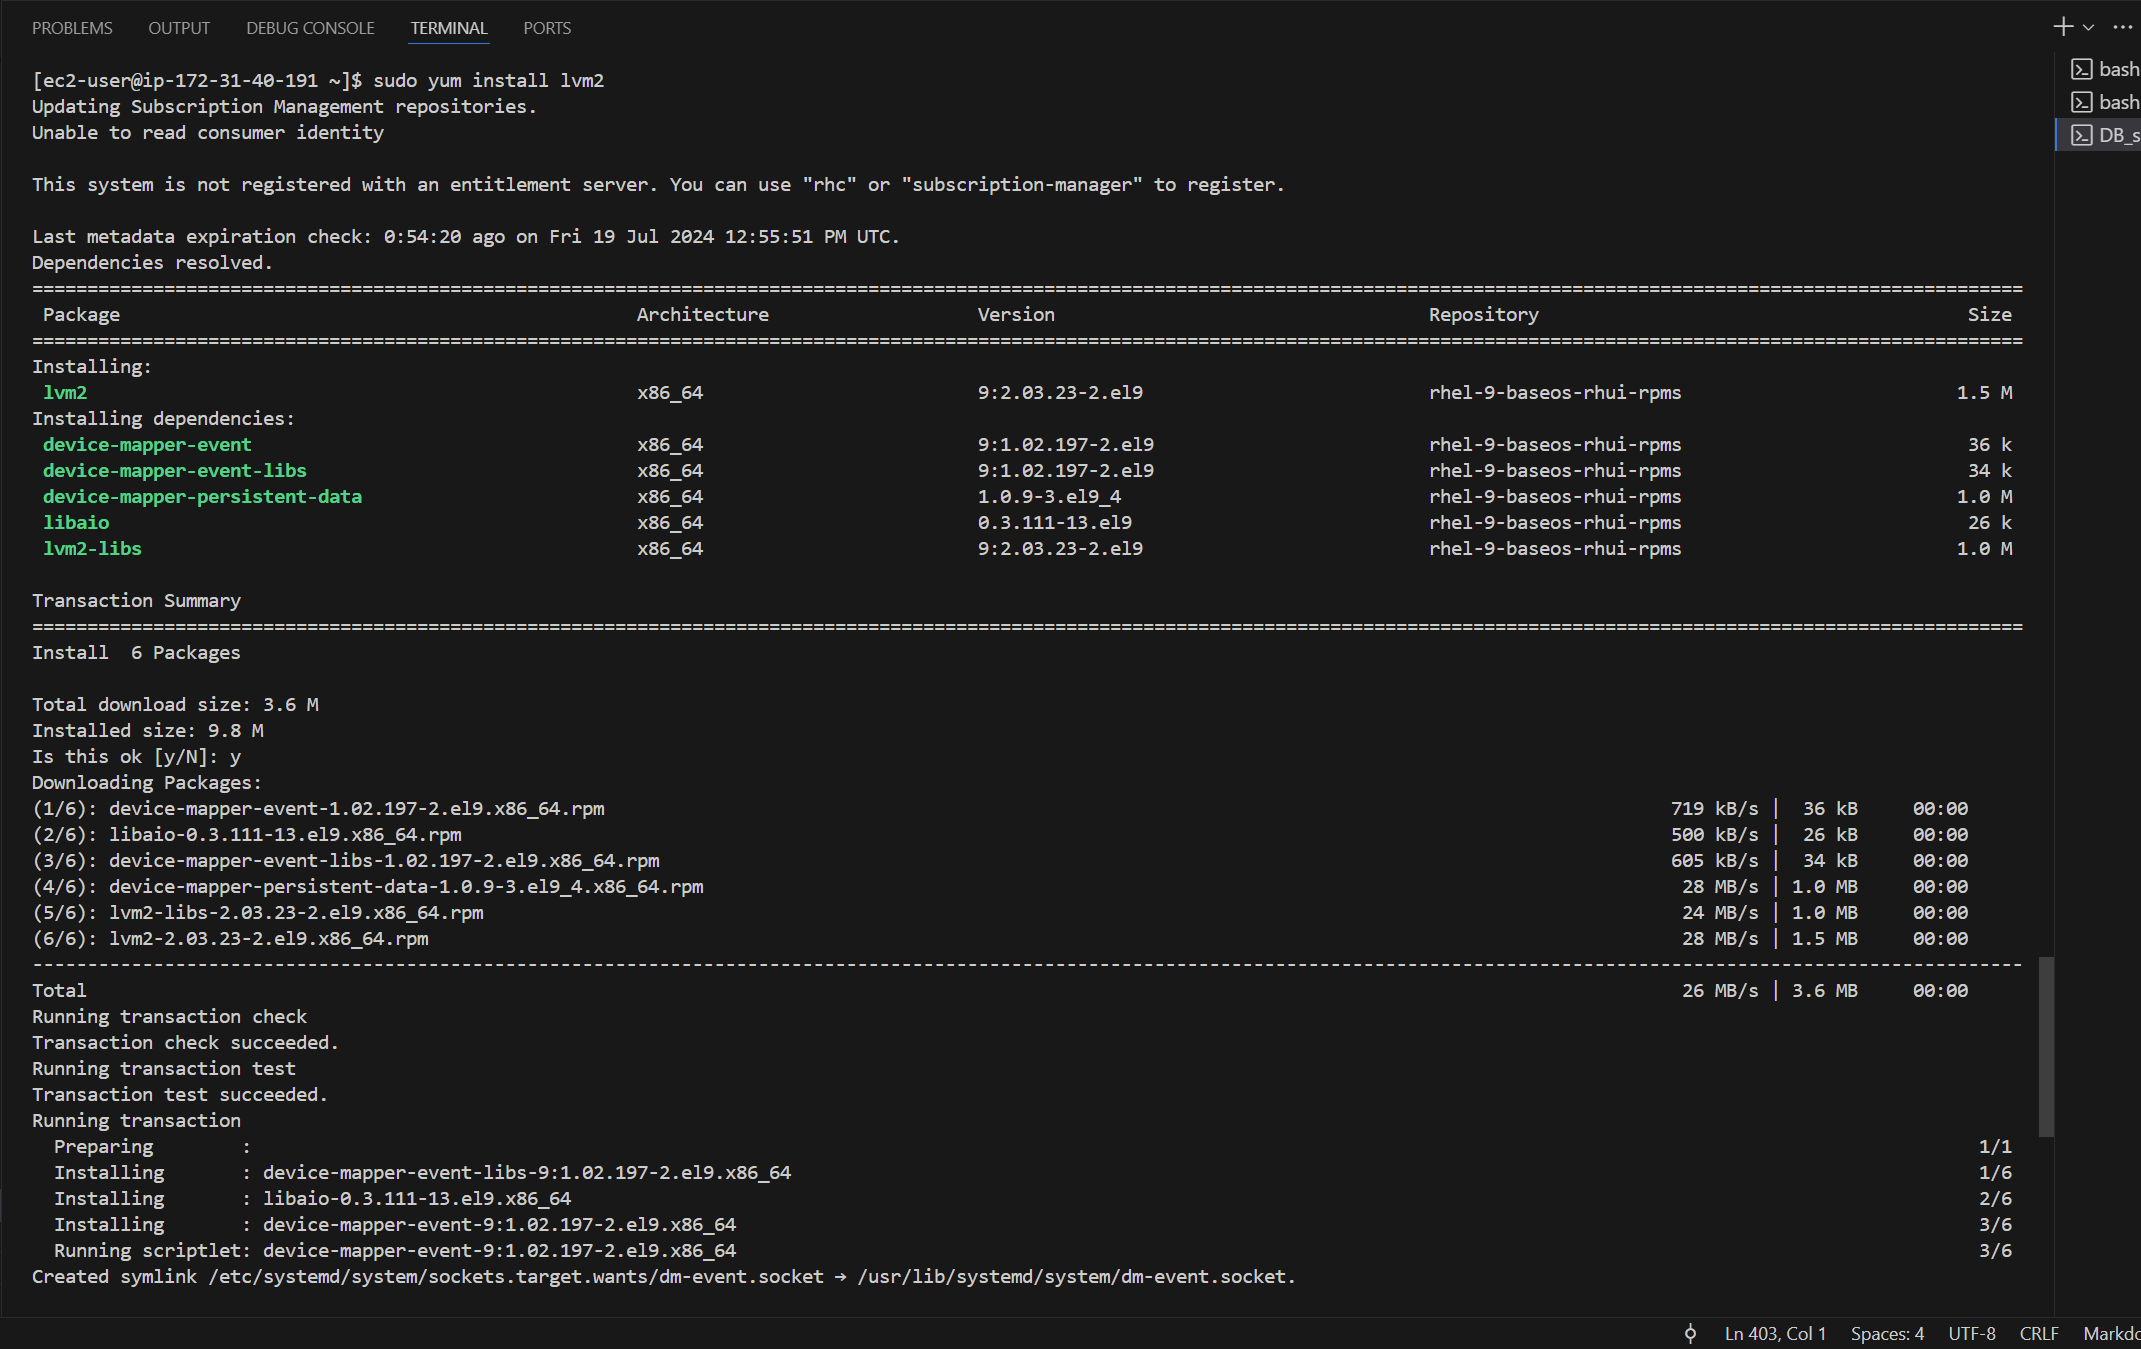 PROBLEMS OUTPUT DEBUG CONSOLE TERMINAL PORTS
[ec2-user@ip-172-31-40-191 ~]$ sudo yum install lvm2
Updating Subscription Management repositories.
Unable to read consumer identity
This system is not registered with an entitlement server. You can use "rhc" or "subscription-manager" to register.
Last metadata expiration check: 0:54:20 ago on Fri 19 Jul 2024 12:55:51 PM UTC.
Dependencies resolved.
Package Architecture Version Repository Size
Installing:
lvm2 x86_64 9:2.03.23-2.el9 rhel-9-baseos-rhui-rpms 1.5 M
Installing dependencies:
device-mapper-event x86_64 9:1.02.197-2.el9 rhel-9-baseos-rhui-rpms 36 k
device-mapper-event-libs x86_64 9:1.02.197-2.el9 rhel-9-baseos-rhui-rpms 34 k
device-mapper-persistent-data x86_64 1.0.9-3.el9_4 rhel-9-baseos-rhui-rpms 1.0 M
libaio x86_64 0.3.111-13.el9 rhel-9-baseos-rhui-rpms 26 k
lvm2-libs x86_64 9:2.03.23-2.el9 rhel-9-baseos-rhui-rpms 1.0 M
Transaction Summary
Install 6 Packages
Total download size: 3.6 M
Installed size: 9.8 M
Is this ok [y/N]: y
Downloading Packages:
(1/6): device-mapper-event-1.02.197-2.el9.x86_64.rpm 719 kB/s | 36 kB 00:00
(2/6): libaio-0.3.111-13.el9.x86_64.rpm 500 kB/s | 26 kB 00:00
(3/6): device-mapper-event-libs-1.02.197-2.el9.x86_64.rpm 605 kB/s | 34 kB 00:00
(4/6): device-mapper-persistent-data-1.0.9-3.el9_4.x86_64.rpm 28 MB/s | 1.0 MB 00:00
(5/6): lvm2-libs-2.03.23-2.el9.x86_64.rpm 24 MB/s | 1.0 MB 00:00
(6/6): lvm2-2.03.23-2.el9.x86_64.rpm 28 MB/s | 1.5 MB 00:00
Total 26 MB/s | 3.6 MB 00:00
Running transaction check
Transaction check succeeded.
Running transaction test
Transaction test succeeded.
Running transaction
Preparing : 1/1
Installing : device-mapper-event-libs-9:1.02.197-2.el9.x86_64 1/6
Installing : libaio-0.3.111-13.el9.x86_64 2/6
Installing : device-mapper-event-9:1.02.197-2.el9.x86_64 3/6
Running scriptlet: device-mapper-event-9:1.02.197-2.el9.x86_64 3/6
Created symlink /etc/systemd/system/sockets.target.wants/dm-event.socket → /usr/lib/systemd/system/dm-event.socket.
bash
bash
DB_s
Ln 403, Col 1 Spaces: 4 UTF-8 CRLF Markdo